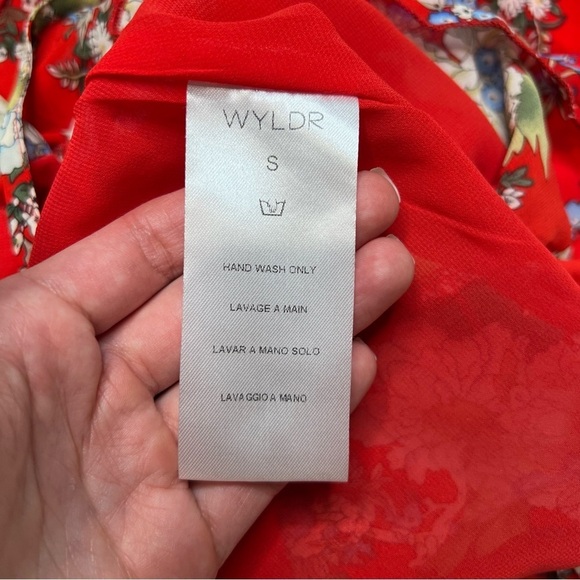 WYLDR
S
HAND WASH ONLY
LAVAGE A MAIN
LAVAR A MANO SOLO
LAVAGGIO A MANO